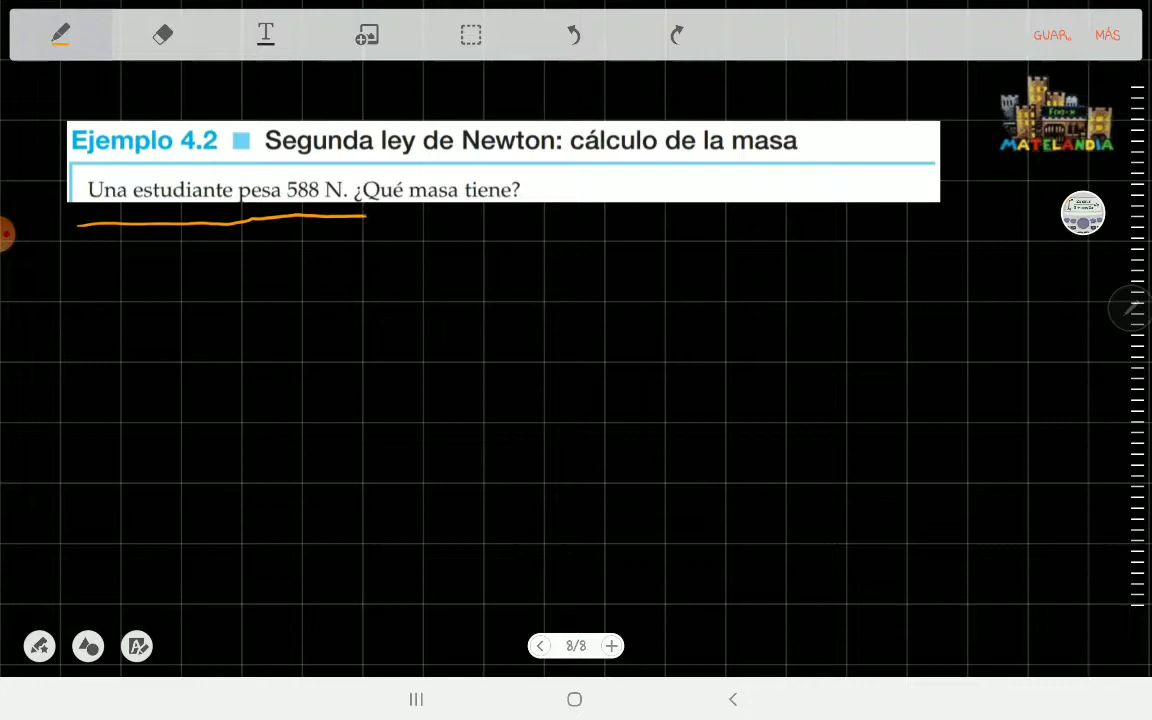 T
GUAR. MÁS
MATELANDIA
Ejemplo 4.2 ■ Segunda ley de Newton: cálculo de la masa
Una estudiante pesa 588 N. ¿Qué masa tiene?
8/8